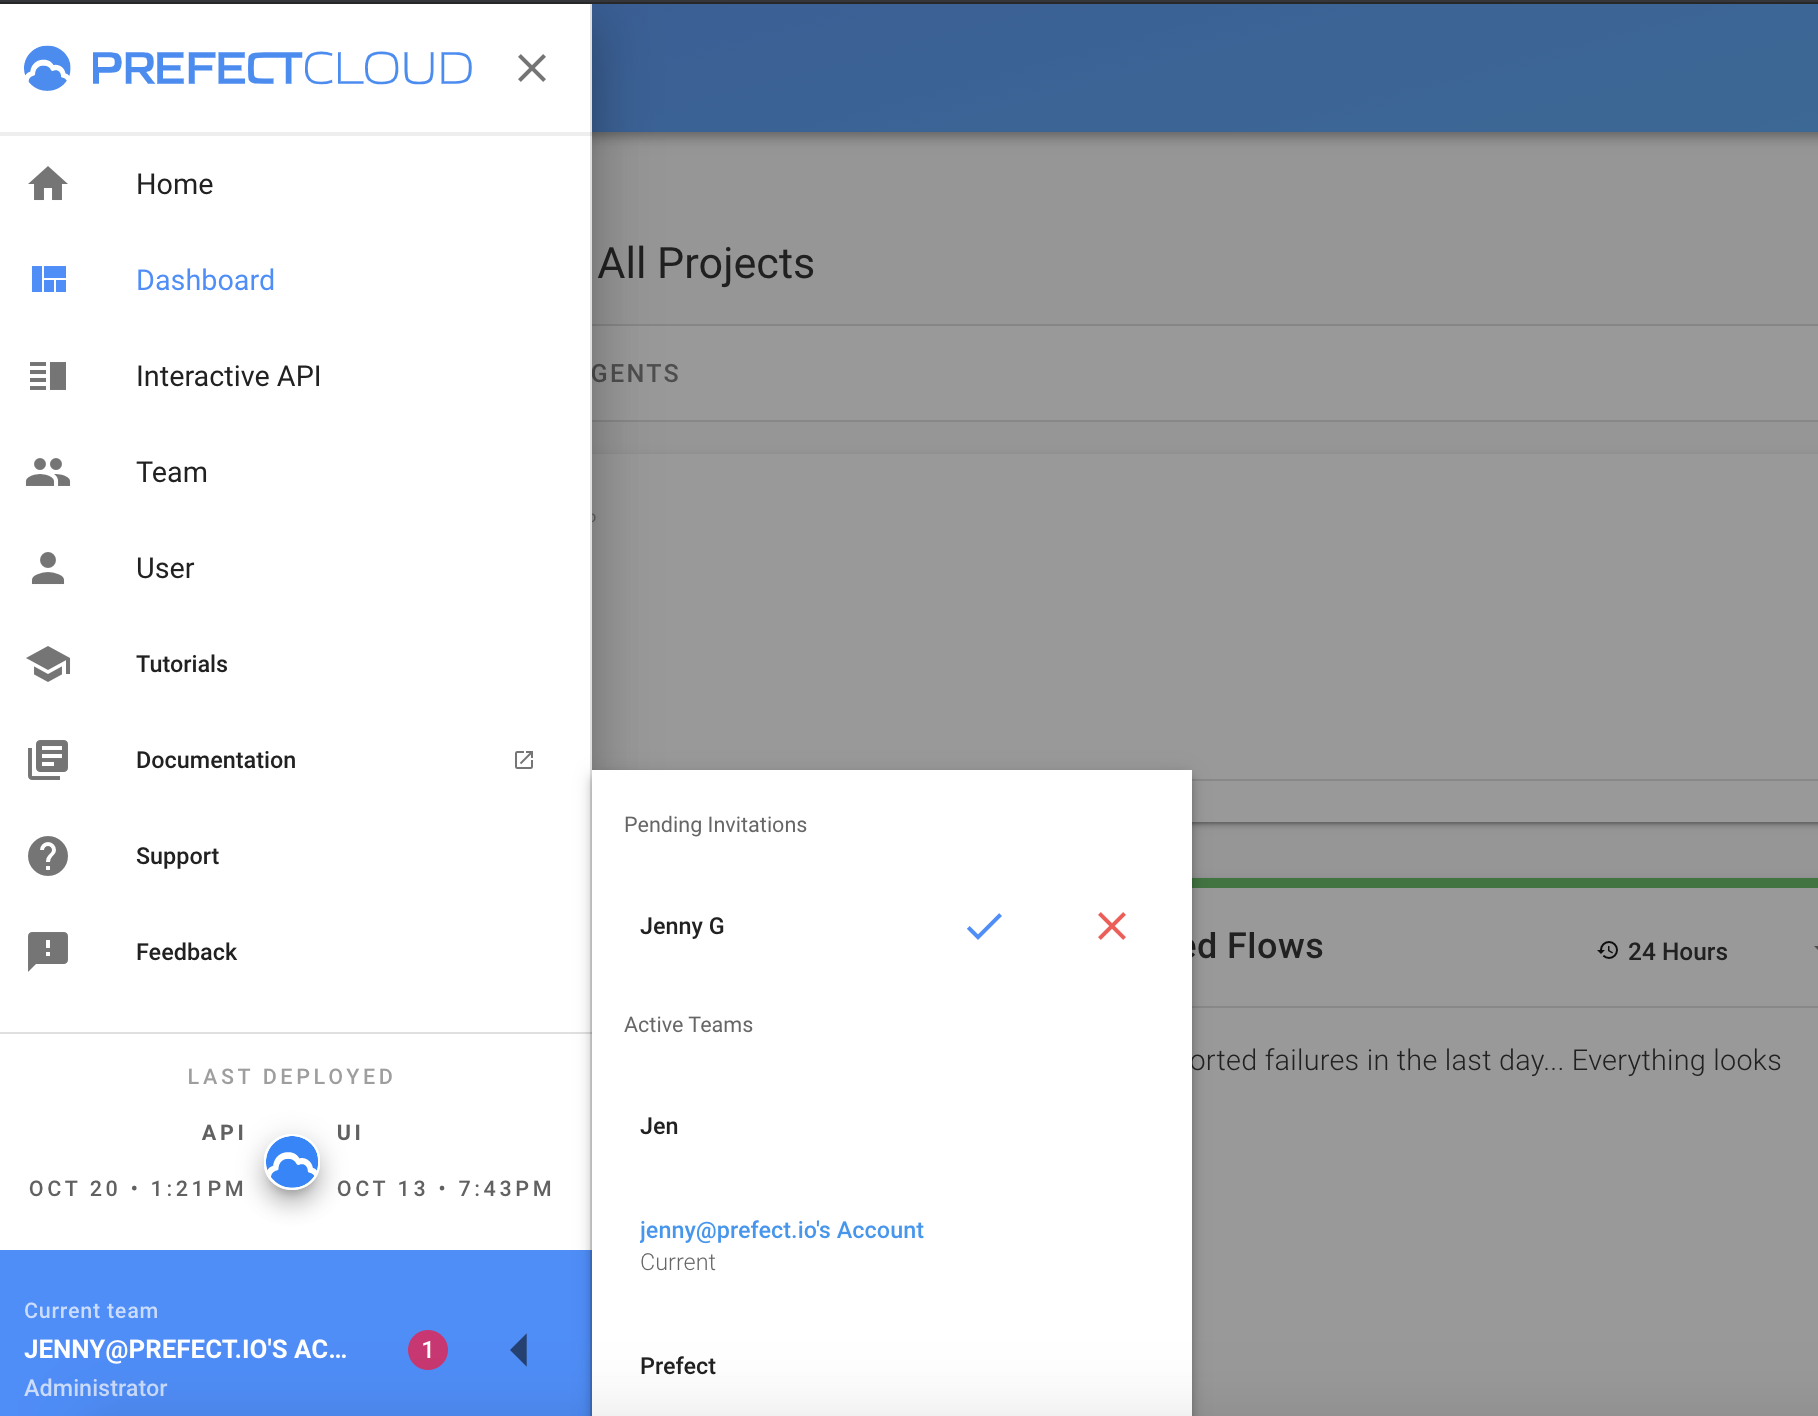 PREFECTCLOUD
Home
Dashboard
Interactive API
Team
User
Tutorials
Documentation
Support
Feedback
LAST DEPLOYED
API
UI
OCT 20 • 1:21PM
OCT 13 • 7:43PM
Current team
JENNY@PREFECT.IO'S AC...
1
Administrator
All Projects
GENTS
Pending Invitations
Jenny G
Active Teams
Jen
jenny@prefect.io's Account
Current
Prefect
ed Flows
24 Hours
orted failures in the last day... Everything looks